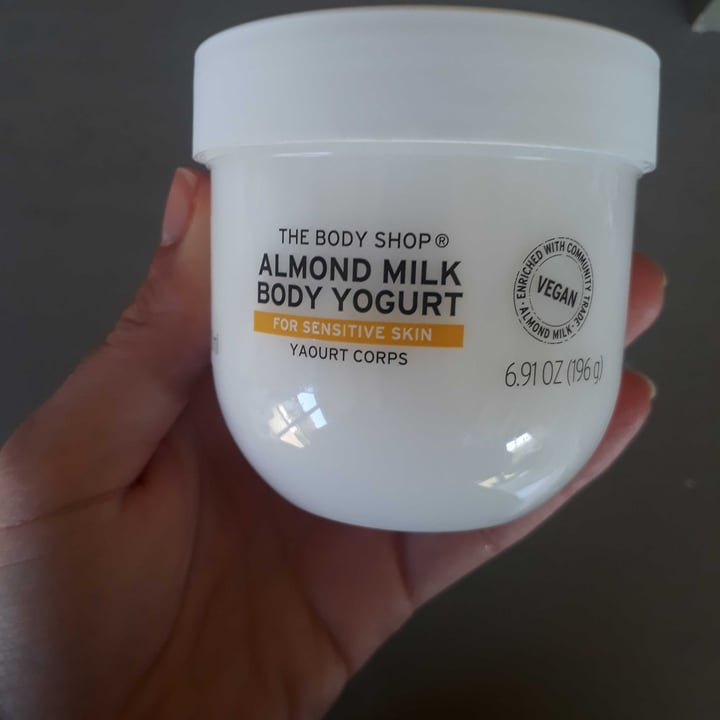 THE BODY SHOP®
ALMOND MILK
BODY YOGURT
FOR SENSITIVE SKIN
YAOURT CORPS
· ENRICHED WITH COMMUNITY TRADE · ALMOND MILK
VEGAN
6.91 OZ (196 g)
ml